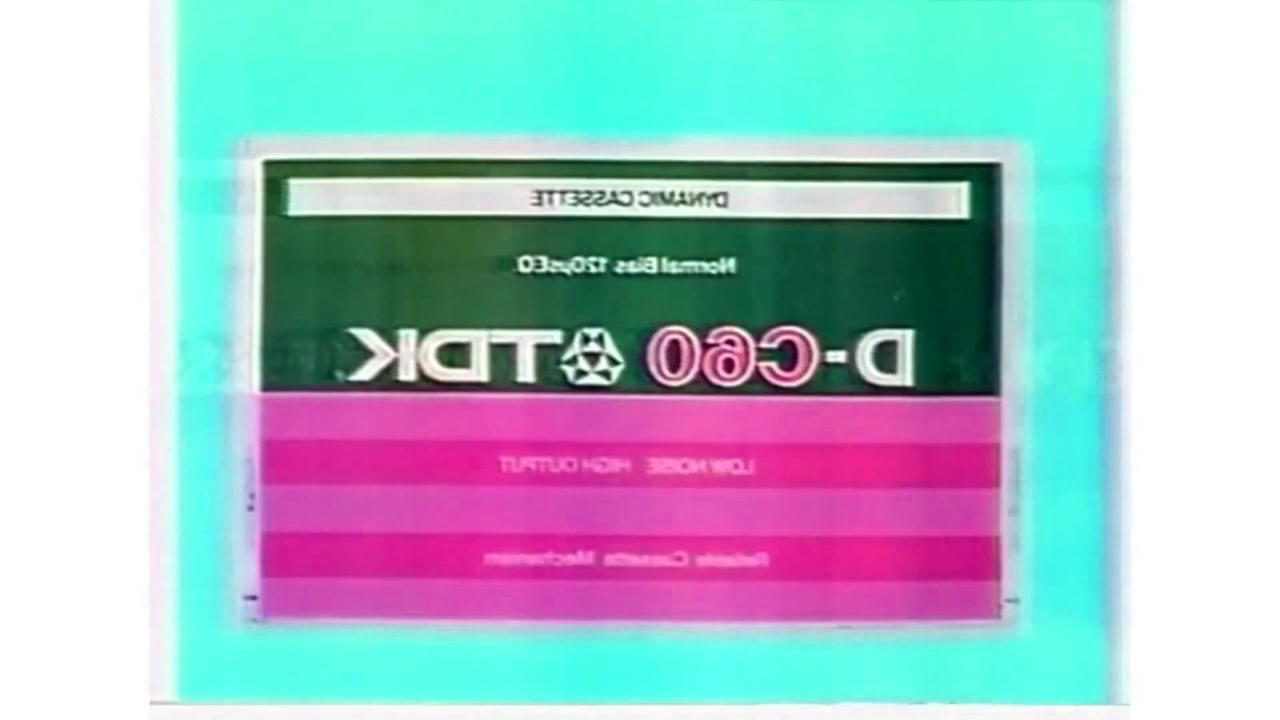 DYNAMIC CASSETTE
Normal Bias 120µsEQ.
D-C60 TDK
LOW NOISE HIGH OUTPUT
Reliable Cassette Mechanism